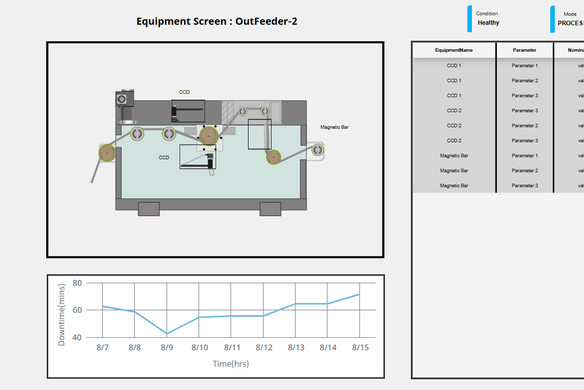 Equipment Screen : OutFeeder-2
Condition
Healthy
Mode
CCD
CCD
Magnetic Bar
EquipmentName Parameter
CCD 1 Parameter 1
CCD 1 Parameter 2
CCD 1 Parameter 3
CCD 2 Parameter 3
CCD 2 Parameter 2
CCD 2 Parameter 3
Magnetic Bar Parameter 1
Magnetic Bar Parameter 2
Magnetic Bar Parameter 3
Downtime(mins)
80
60
40
8/7 8/8 8/9 8/10 8/11 8/12 8/13 8/14 8/15
Time(hrs)